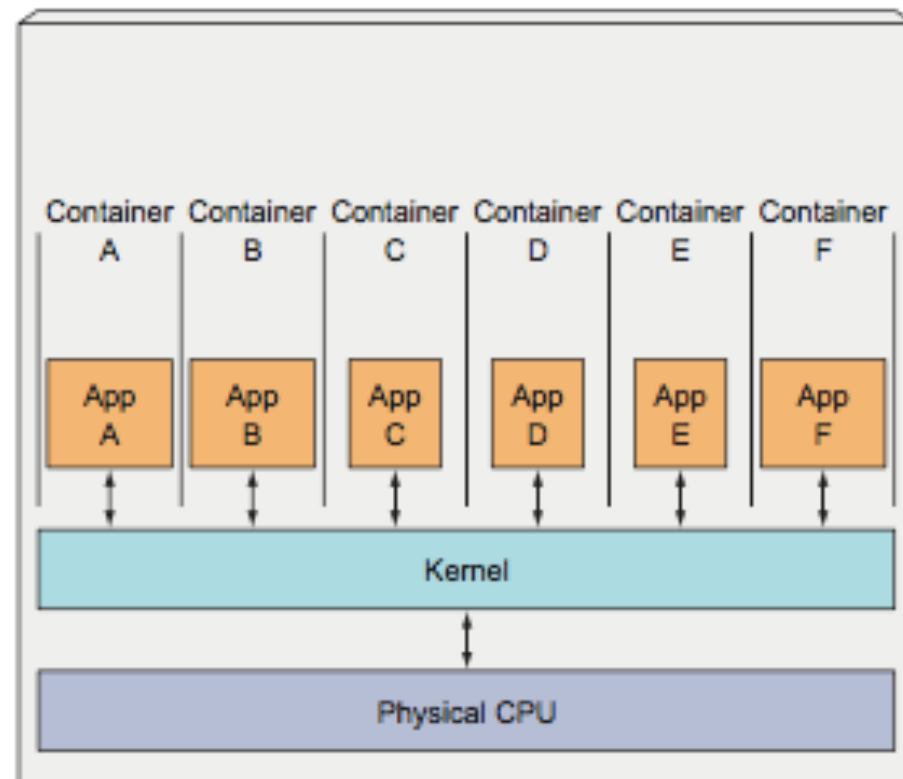 Container Container Container Container Container Container
A B C D E F
App App App App App App
A B C D E F
Kernel
Physical CPU